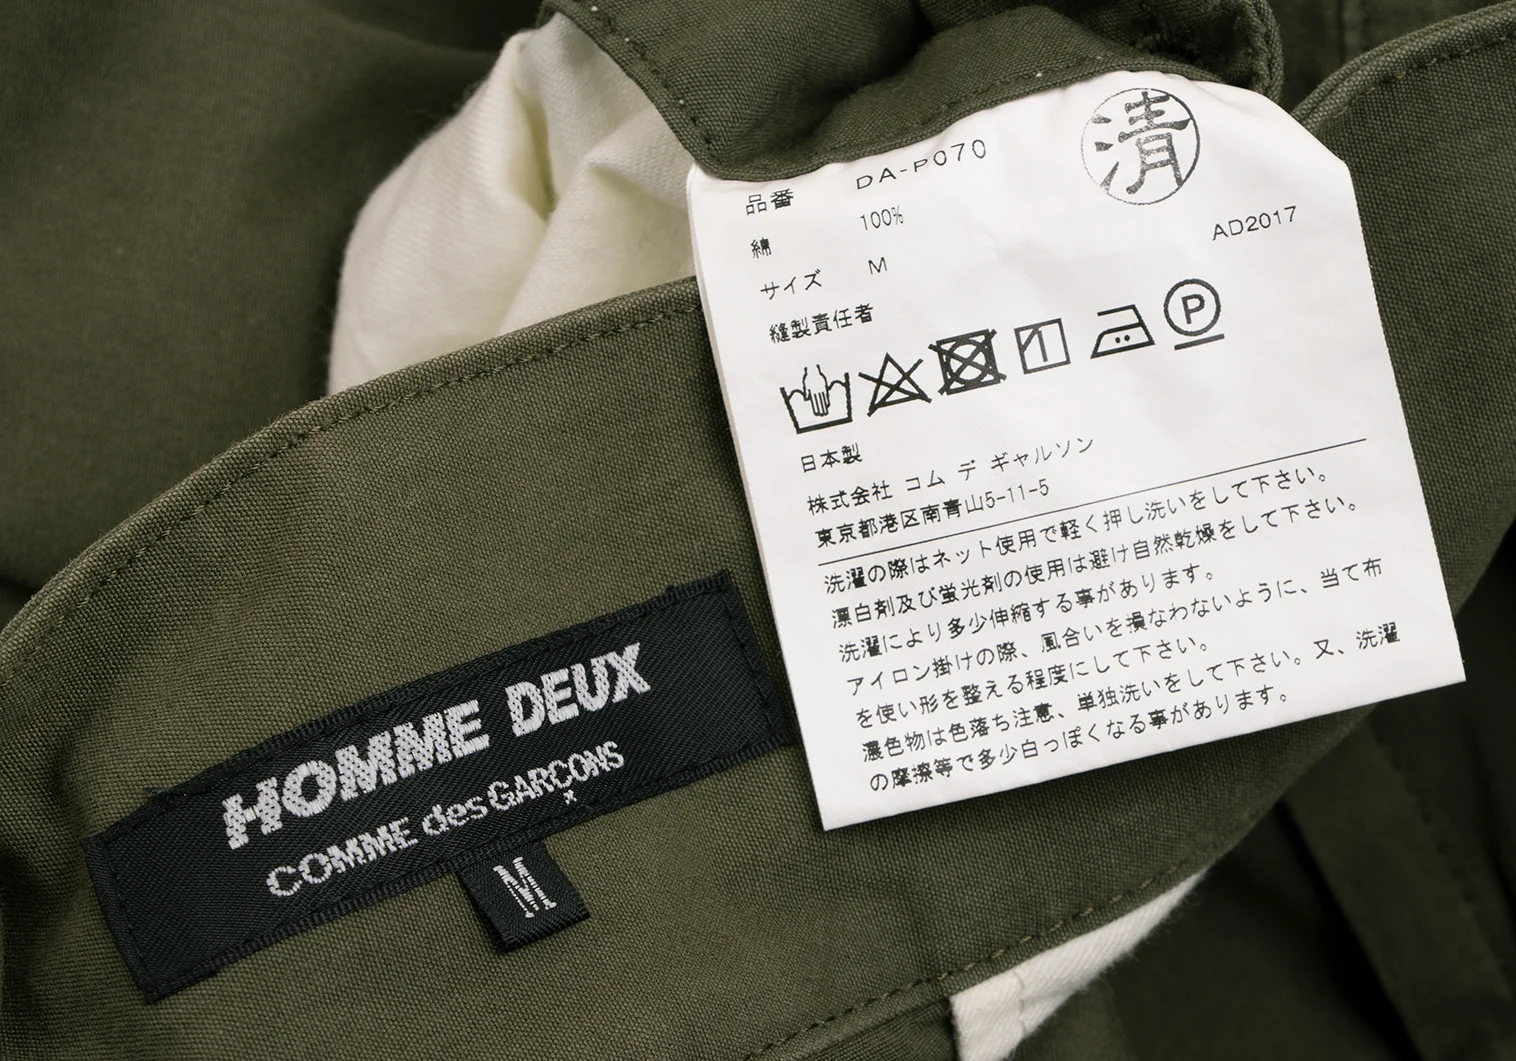 清
品番 DA-P070
AD2017
綿 100%
サイズ M
縫製責任者
P
日本製
株式会社 コム デ ギャルソン
東京都港区南青山5-11-5
洗濯の際はネット使用で軽く押し洗いをして下さい。
漂白剤及び蛍光剤の使用は避け自然乾燥をして下さい。
洗濯により多少伸縮する事があります。
アイロン掛けの際、風合いを損なわないように、当て布
を使い形を整える程度にして下さい。
濃色物は色落ち注意、単独洗いをして下さい。又、洗濯
の摩擦等で多少白っぽくなる事があります。
HOMME DEUX
COMME des GARÇONS
M